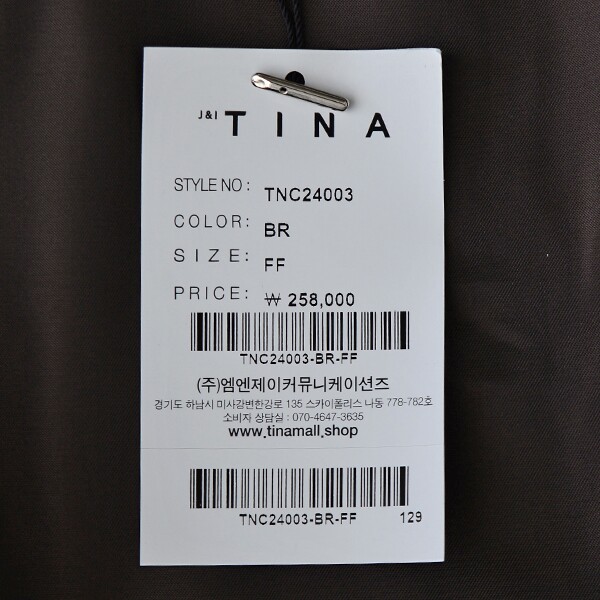 J&I TINA
STYLE NO : TNC24003
COLOR: BR
SIZE: FF
PRICE: ₩ 258,000
TNC24003-BR-FF
(주)엠엔제이커뮤니케이션즈
경기도 하남시 미사강변한강로 135 스카이폴리스 나동 778-782호
소비자 상담실 : 070-4647-3635
www.tinamall.shop
TNC24003-BR-FF 129